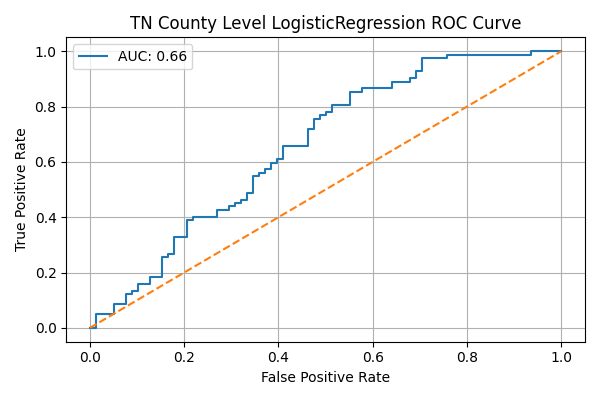 TN County Level LogisticRegression ROC Curve
AUC: 0.66
True Positive Rate
1.0
0.8
0.6
0.4
0.2
0.0
0.0 0.2 0.4 0.6 0.8 1.0
False Positive Rate